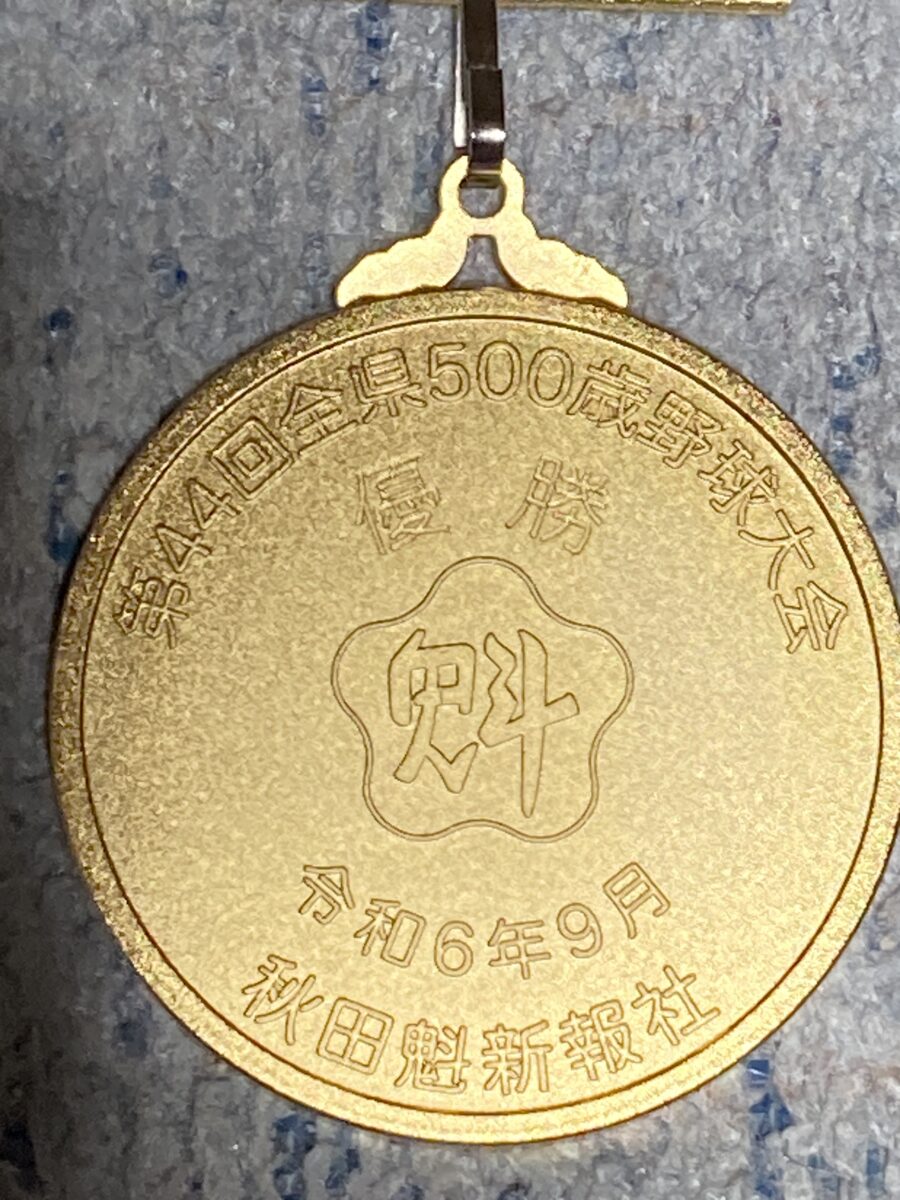 第44回全県500歳野球大会
優勝
魁
令和6年9月
秋田魁新報社